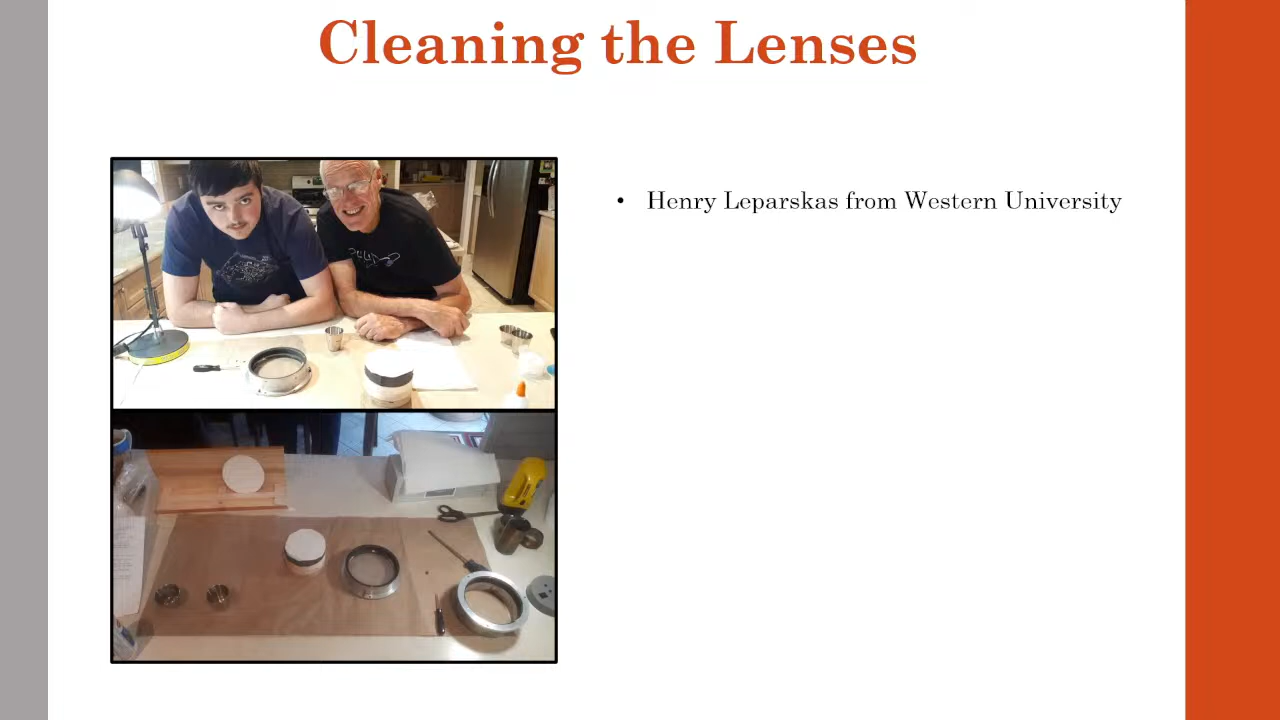 Cleaning the Lenses
• Henry Leparskas from Western University